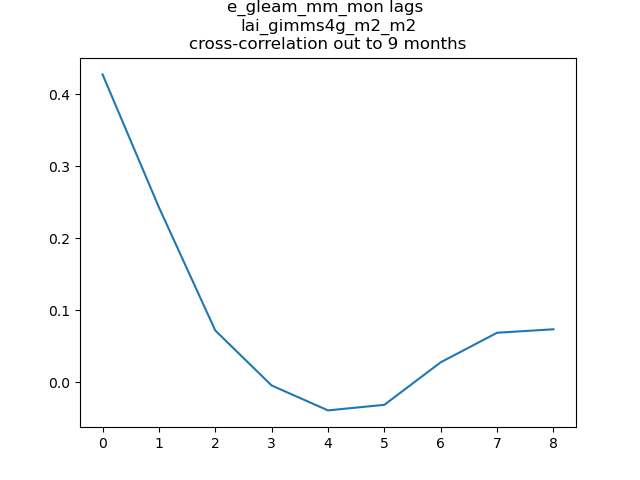 e_gleam_mm_mon lags
lai_gimms4g_m2_m2
cross-correlation out to 9 months
0.4
0.3
0.2
0.1
0.0
0 1 2 3 4 5 6 7 8